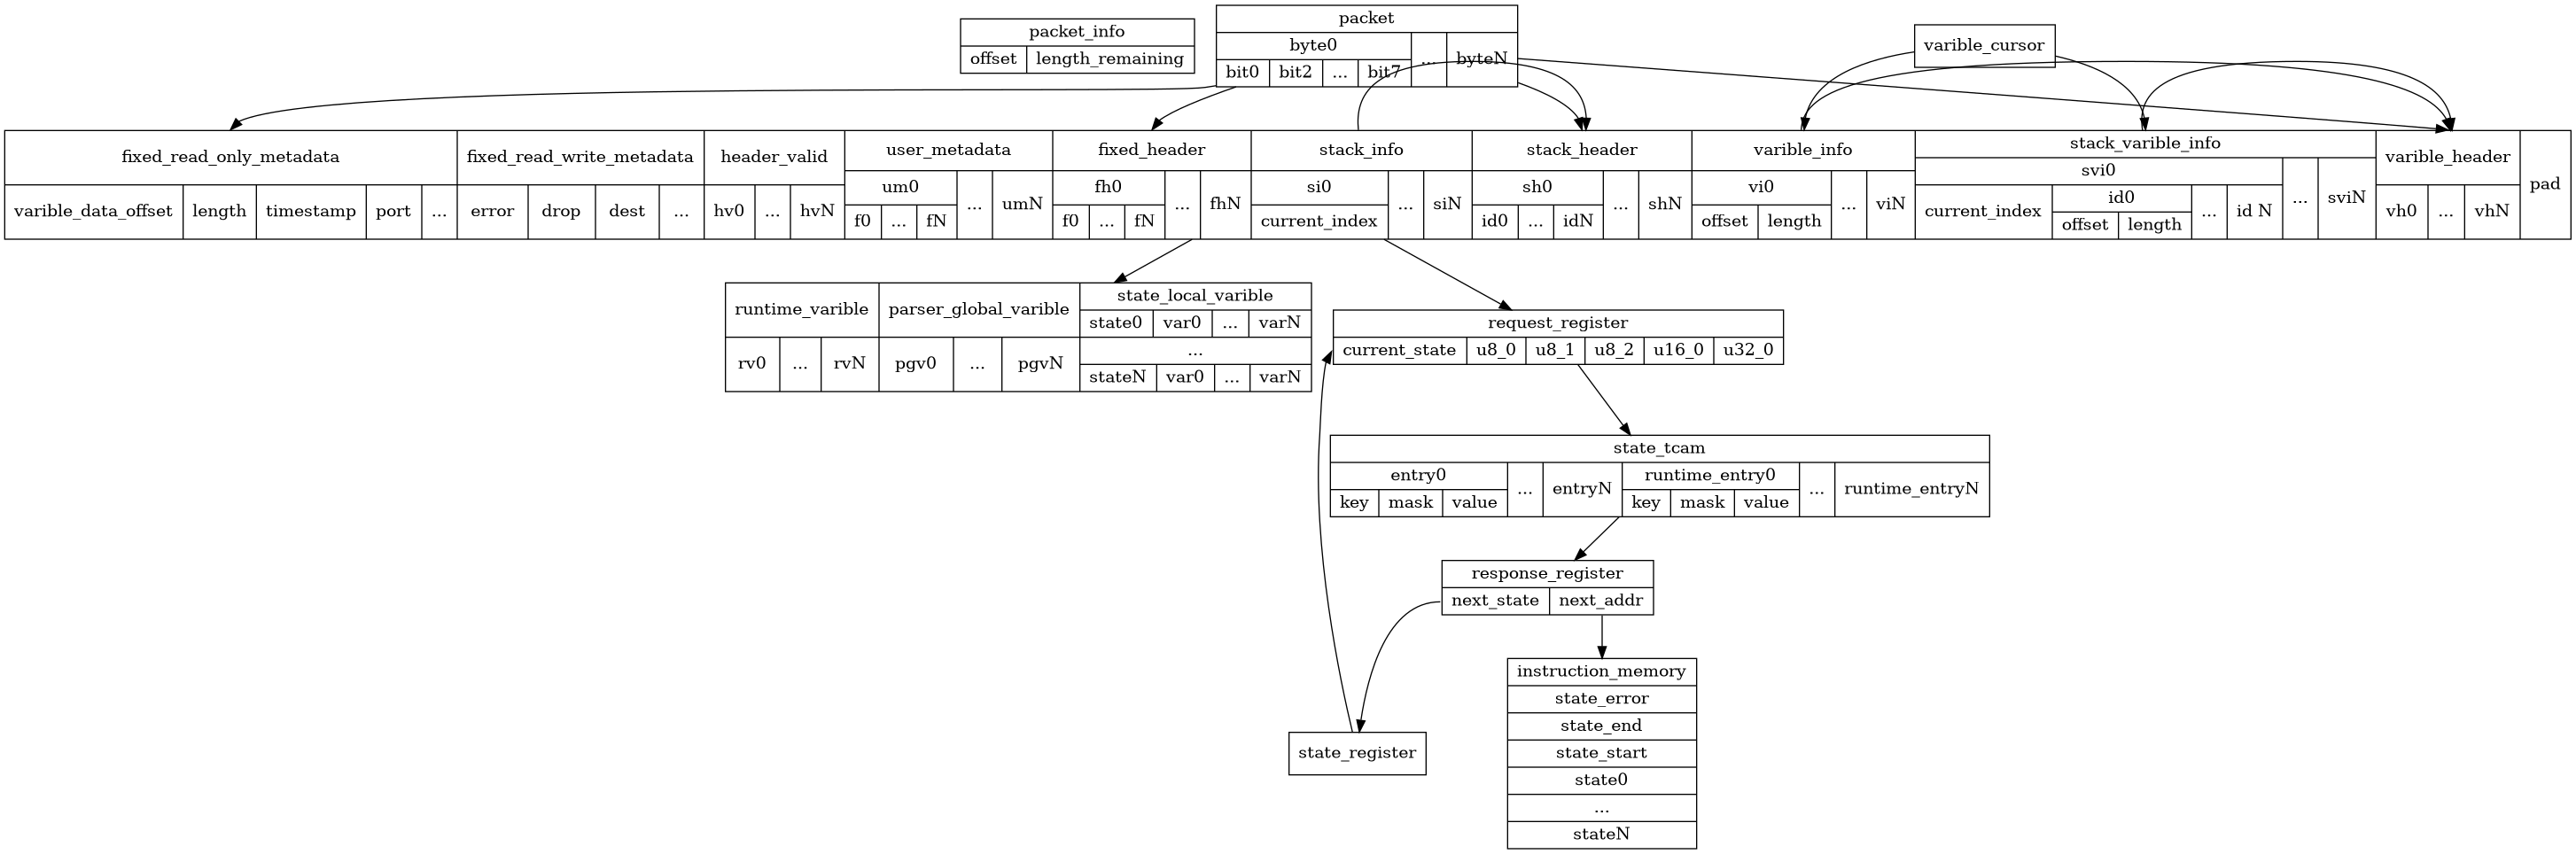 packet_info
offset length_remaining
packet
byte0 ... byteN
bit0 bit2 ... bit7
varible_cursor
fixed_read_only_metadata
varible_data_offset length timestamp port ...
fixed_read_write_metadata
error drop dest ...
header_valid
hv0 ... hvN
user_metadata
um0 ... umN
f0 ... fN
fixed_header
fh0 ... fhN
f0 ... fN
stack_info
si0 ... siN
current_index
stack_header
sh0 ... shN
id0 ... idN
varible_info
vi0 ... viN
offset length
stack_varible_info
svi0 ... sviN
current_index id0 ... id N
offset length
varible_header
vh0 ... vhN
pad
runtime_varible
rv0 ... rvN
parser_global_varible
pgv0 ... pgvN
state_local_varible
state0 var0 ... varN
...
stateN var0 ... varN
request_register
current_state u8_0 u8_1 u8_2 u16_0 u32_0
state_tcam
entry0 ... entryN runtime_entry0 ... runtime_entryN
key mask value key mask value
response_register
next_state next_addr
state_register
instruction_memory
state_error
state_end
state_start
state0
...
stateN